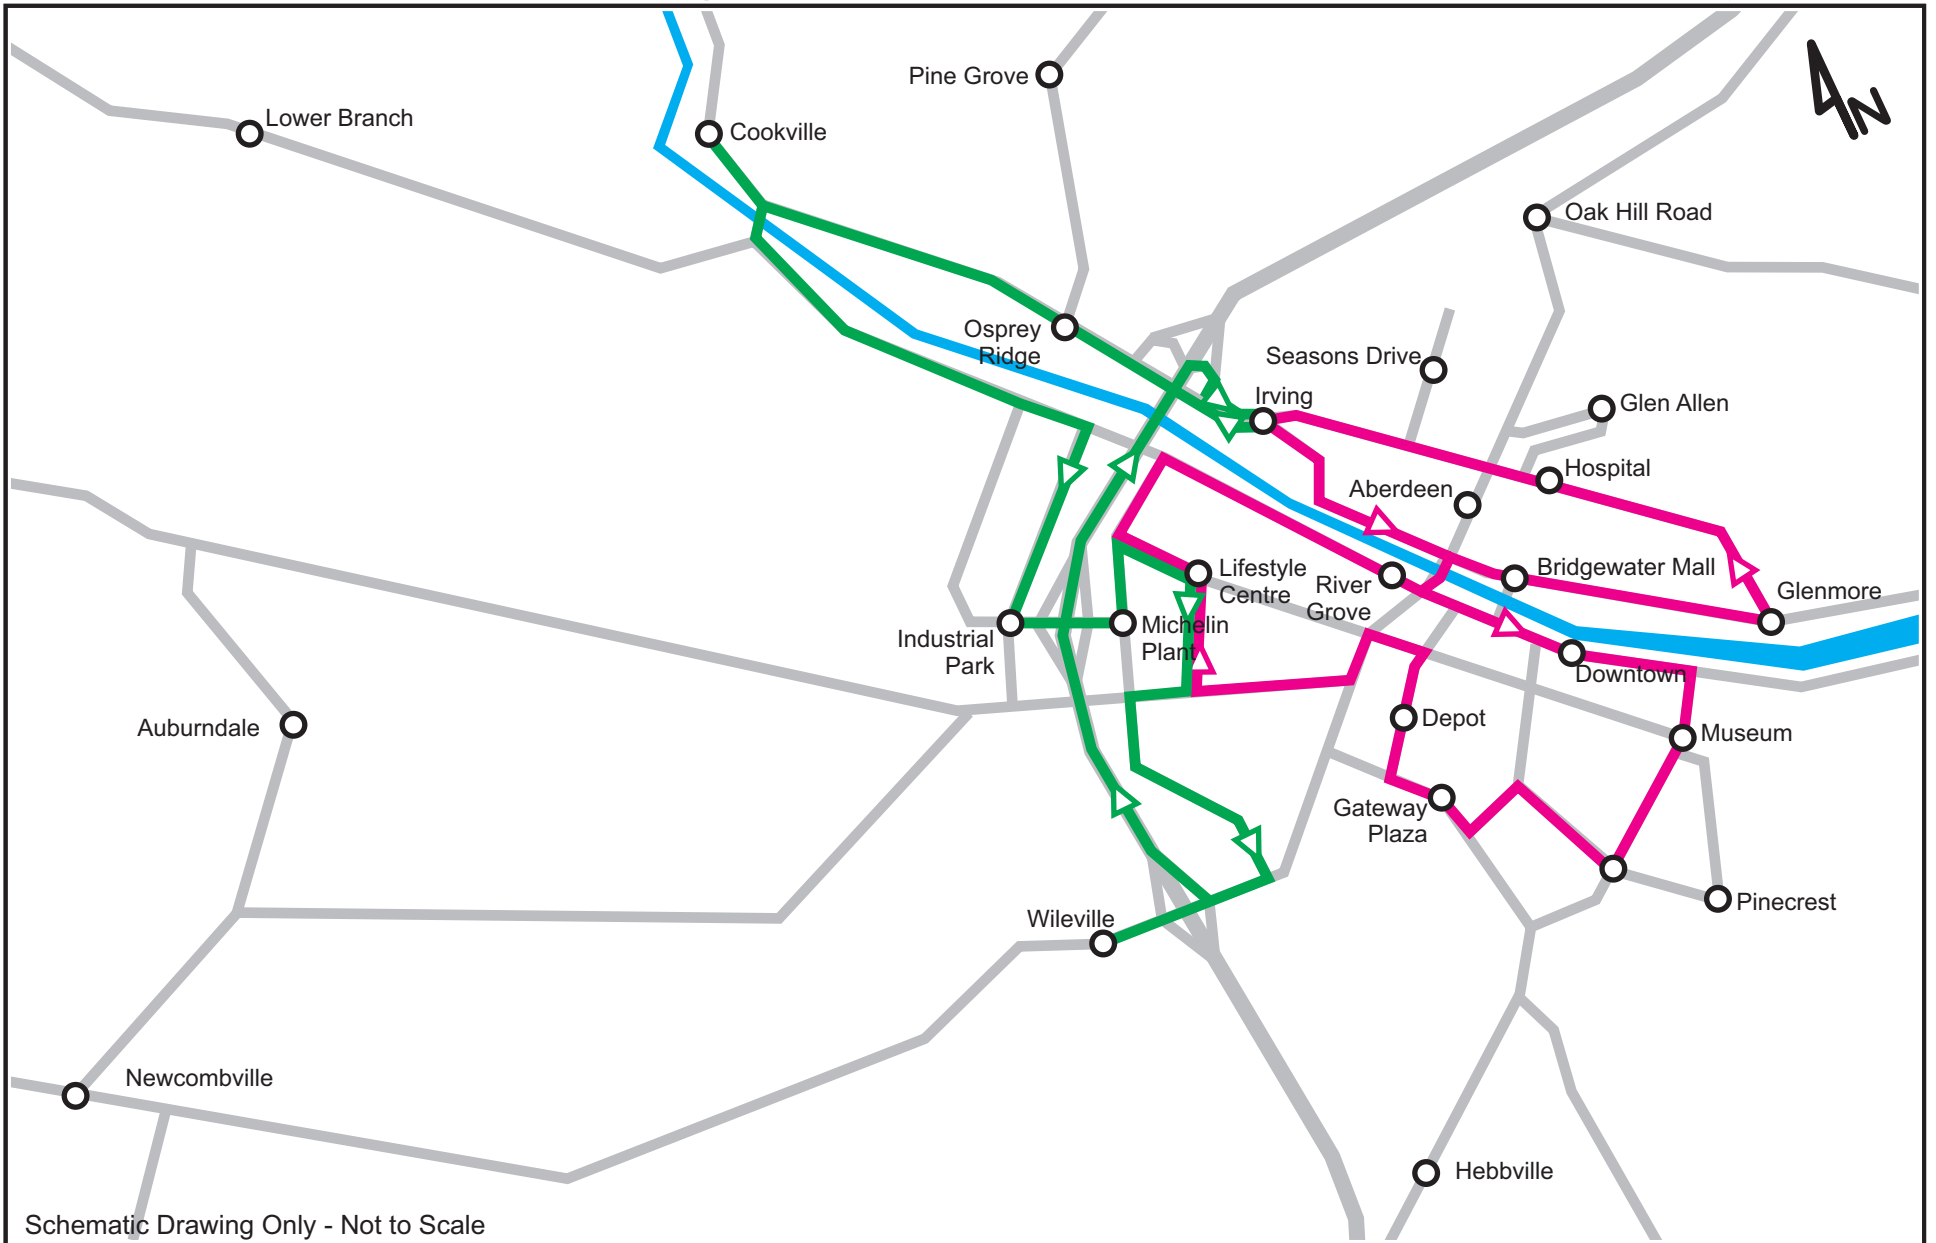 Pine Grove
Lower Branch
Cookville
N
Oak Hill Road
Osprey
Ridge
Seasons Drive
Irving
Glen Allen
Hospital
Aberdeen
Lifestyle
Centre
River
Grove
Bridgewater Mall
Glenmore
Industrial
Park
Michelin
Plant
Downtown
Auburndale
Depot
Museum
Gateway
Plaza
Pinecrest
Wileville
Newcombville
Hebbville
Schematic Drawing Only - Not to Scale